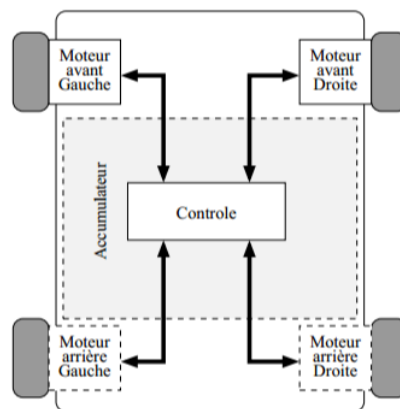 Moteur
avant
Gauche
Moteur
avant
Droite
Accumulateur
Controle
Moteur
arrière
Gauche
Moteur
arrière
Droite